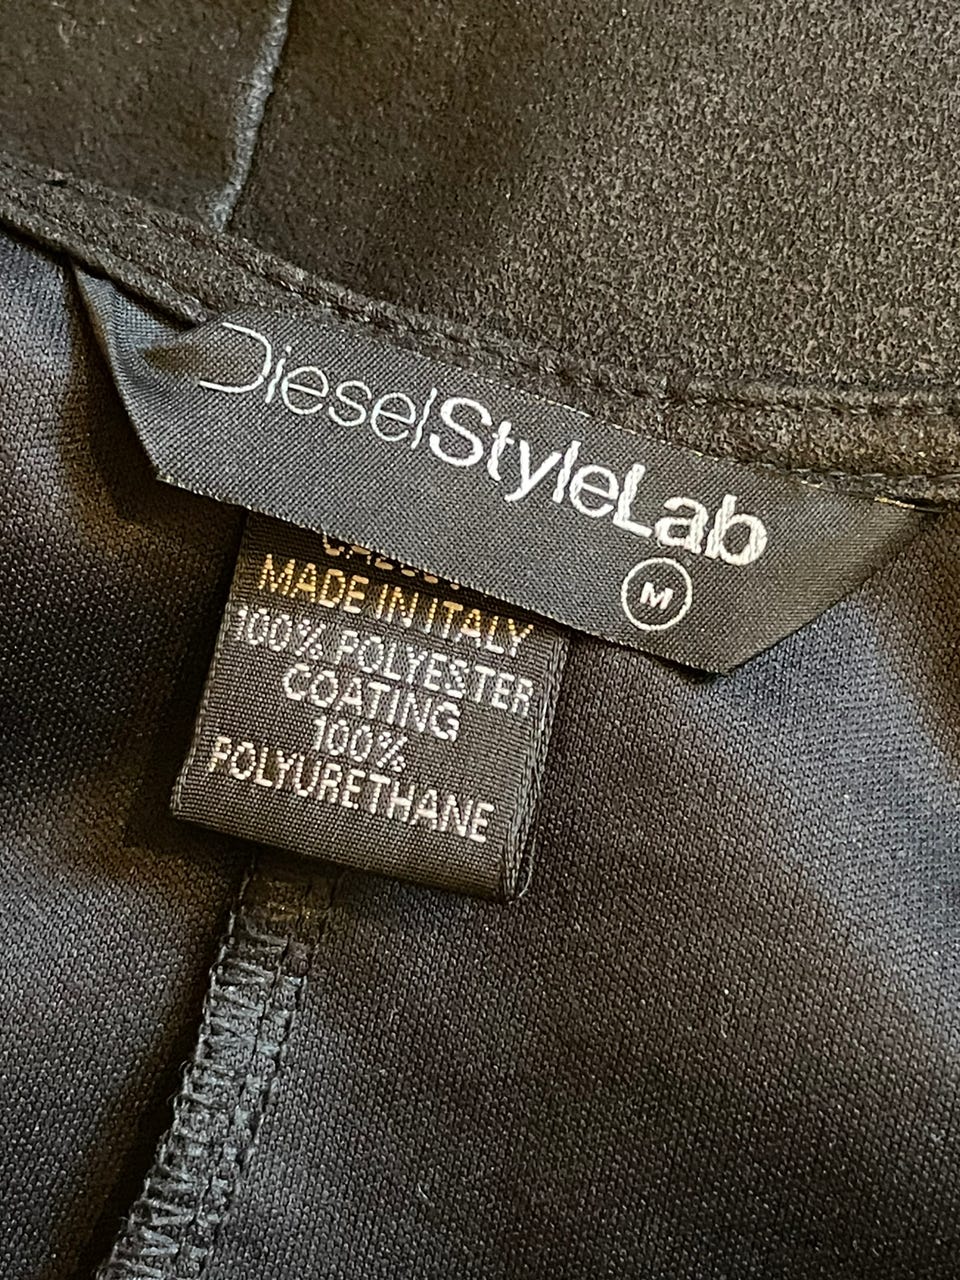 DieselStyleLab
M
MADE IN ITALY
100% POLYESTER
COATING
100%
POLYURETHANE